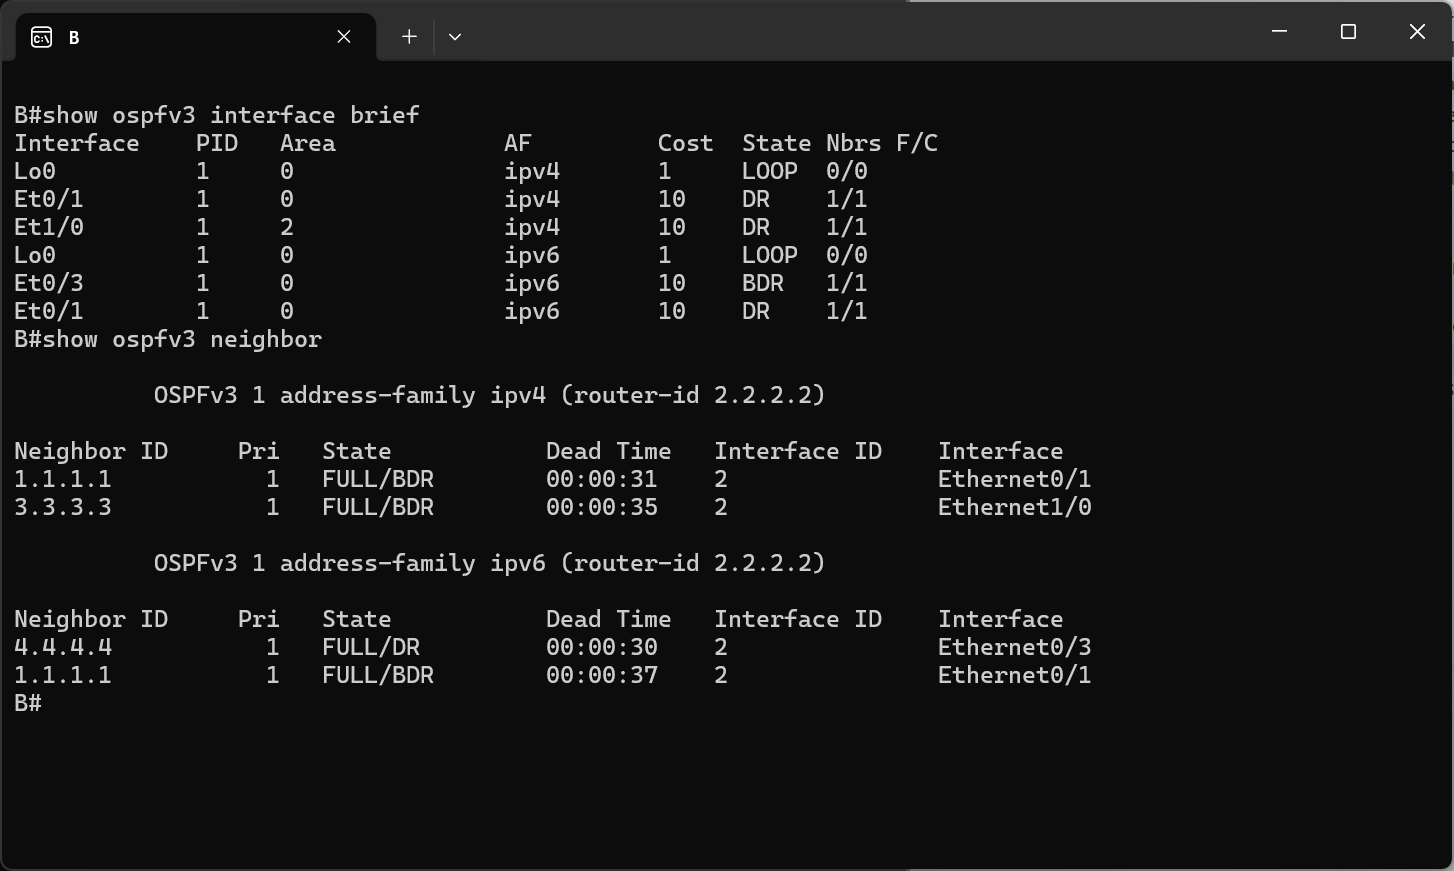 B
B#show ospfv3 interface brief
Interface    PID   Area            AF         Cost  State Nbrs F/C
Lo0          1     0               ipv4       1     LOOP  0/0
Et0/1        1     0               ipv4       10    DR    1/1
Et1/0        1     2               ipv4       10    DR    1/1
Lo0          1     0               ipv6       1     LOOP  0/0
Et0/3        1     0               ipv6       10    BDR   1/1
Et0/1        1     0               ipv6       10    DR    1/1
B#show ospfv3 neighbor
          OSPFv3 1 address-family ipv4 (router-id 2.2.2.2)
Neighbor ID     Pri   State           Dead Time   Interface ID    Interface
1.1.1.1           1   FULL/BDR        00:00:31    2               Ethernet0/1
3.3.3.3           1   FULL/BDR        00:00:35    2               Ethernet1/0
          OSPFv3 1 address-family ipv6 (router-id 2.2.2.2)
Neighbor ID     Pri   State           Dead Time   Interface ID    Interface
4.4.4.4           1   FULL/DR         00:00:30    2               Ethernet0/3
1.1.1.1           1   FULL/BDR        00:00:37    2               Ethernet0/1
B#